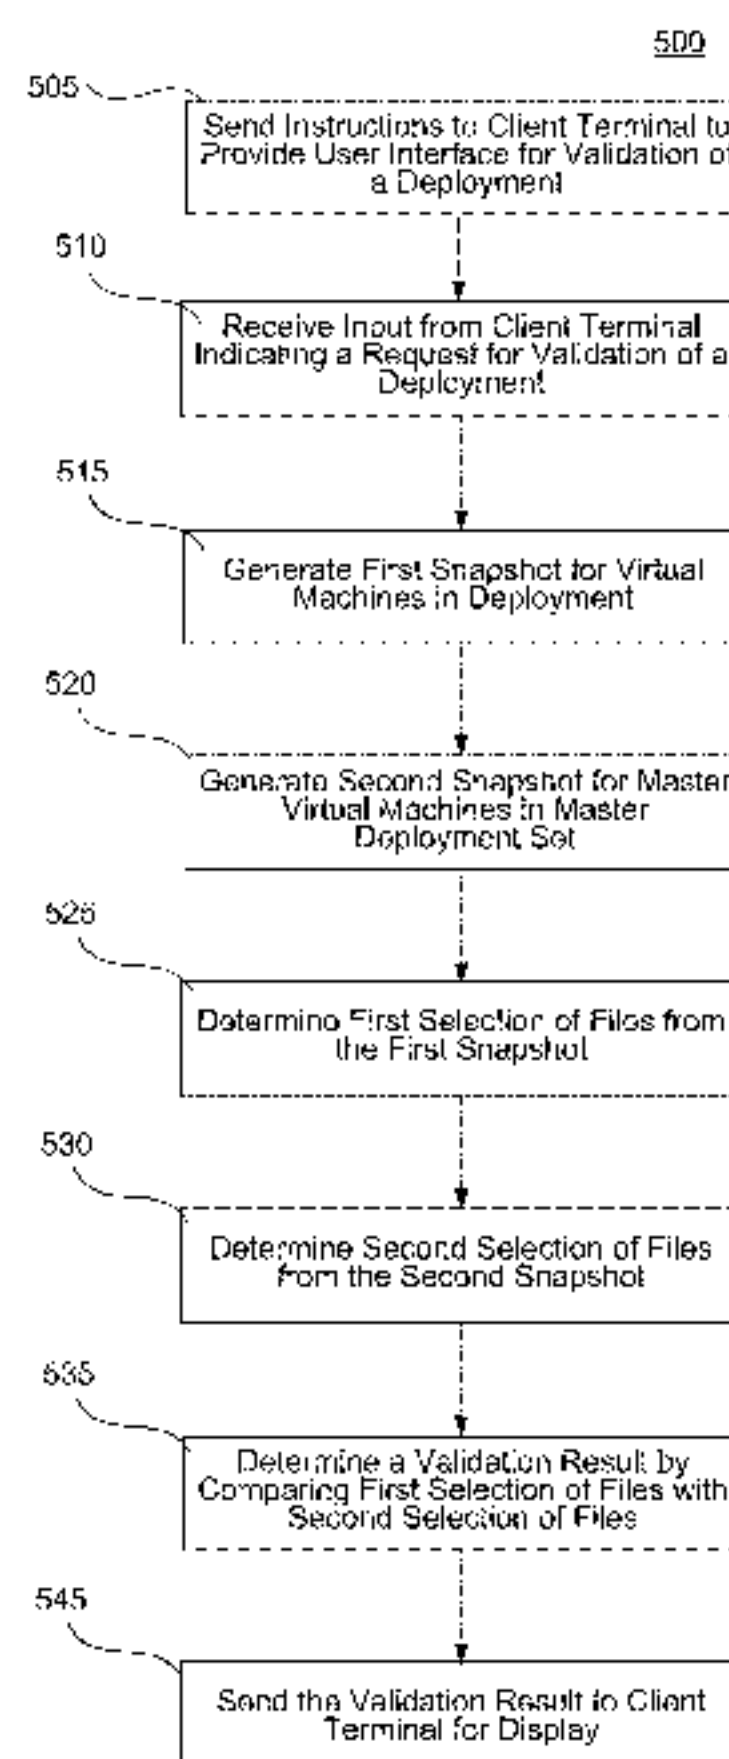 500
505
Send Instructions to Client Terminal to
Provide User Interface for Validation of
a Deployment
510
Receive Input from Client Terminal
Indicating a Request for Validation of a
Deployment
515
Generate First Snapshot for Virtual
Machines in Deployment
520
Generate Second Snapshot for Master
Virtual Machines in Master
Deployment Set
525
Determine First Selection of Files from
the First Snapshot
530
Determine Second Selection of Files
from the Second Snapshot
535
Determine a Validation Result by
Comparing First Selection of Files with
Second Selection of Files
545
Send the Validation Result to Client
Terminal for Display